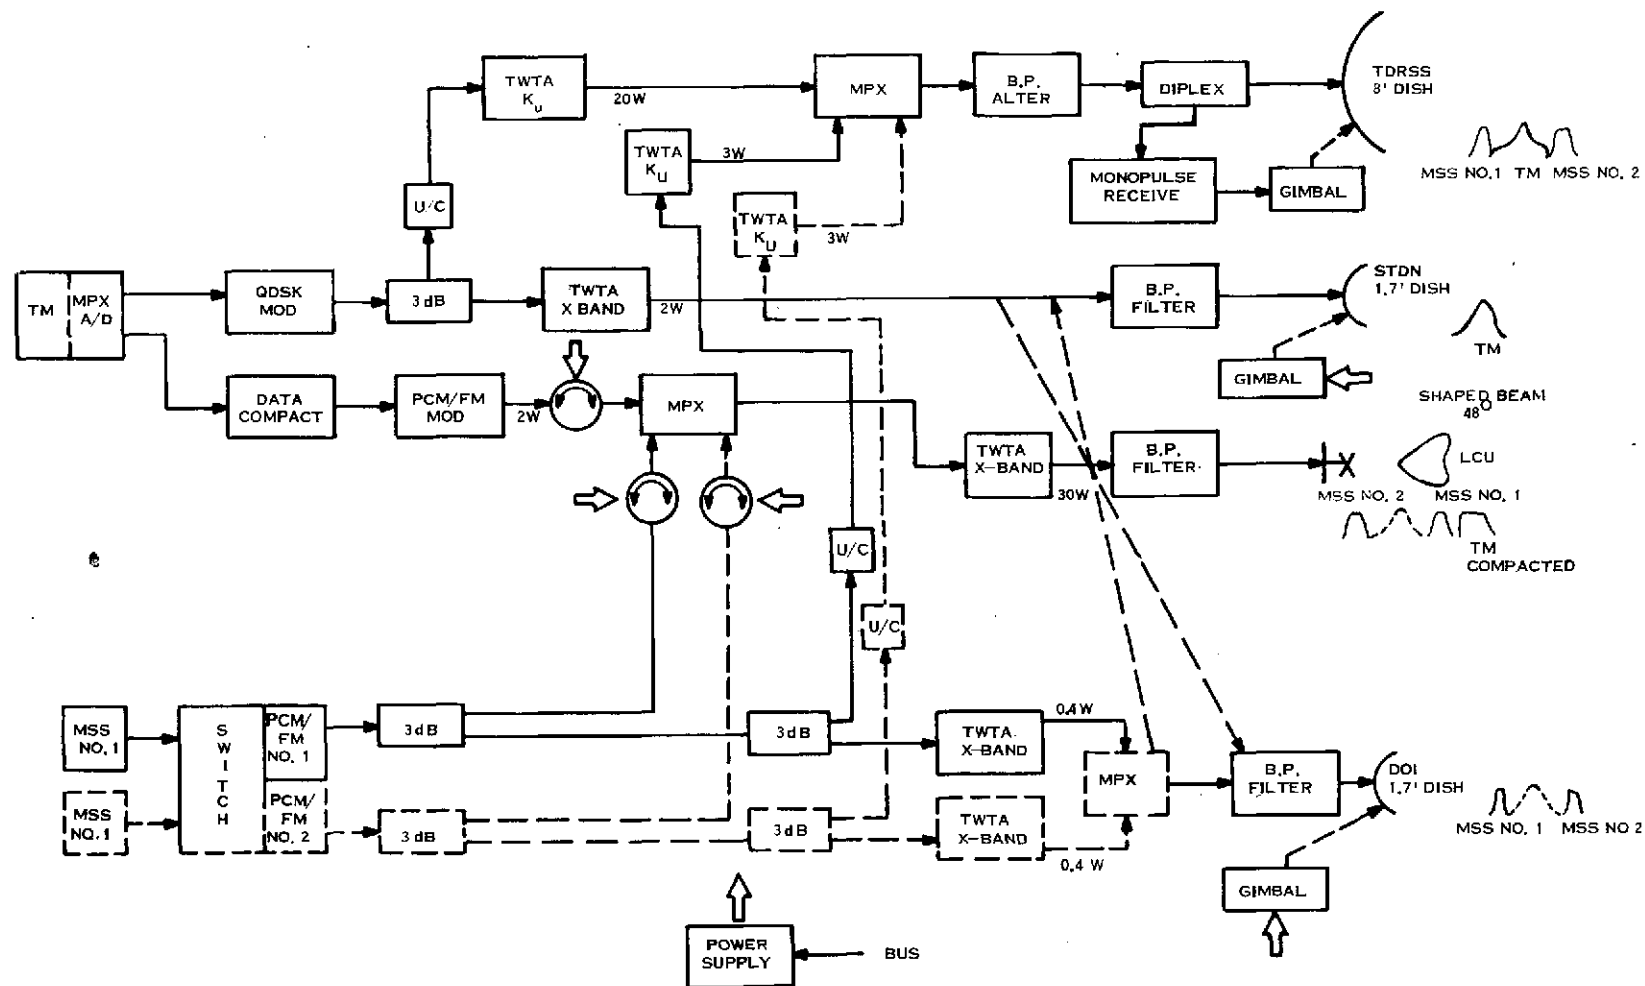 TWTA
Ku
20W
MPX
B.P.
ALTER
DIPLEX
TDRSS
8' DISH
TWTA
KU
3W
MONOPULSE
RECEIVE
GIMBAL
MSS NO.1 TM MSS NO. 2
U/C
TWTA
KU
3W
TM
MPX
A/D
QDSK
MOD
3 dB
TWTA
X BAND
2W
B.P.
FILTER
STDN
1.7' DISH
TM
GIMBAL
DATA
COMPACT
PCM/FM
MOD
2W
MPX
SHAPED BEAM
48O
TWTA
X-BAND
30W
B.P.
FILTER
LCU
MSS NO. 2 MSS NO. 1
TM
COMPACTED
U/C
U/C
MSS
NO. 1
SWITCH
PCM/
FM
NO. 1
3 dB
3 dB
TWTA
X-BAND
0.4 W
MPX
B.P.
FILTER
DOI
1.7' DISH
MSS
NO.1
PCM/
FM
NO. 2
3 dB
3 dB
TWTA
X-BAND
0.4 W
MSS NO. 1 MSS NO 2
GIMBAL
POWER
SUPPLY
BUS